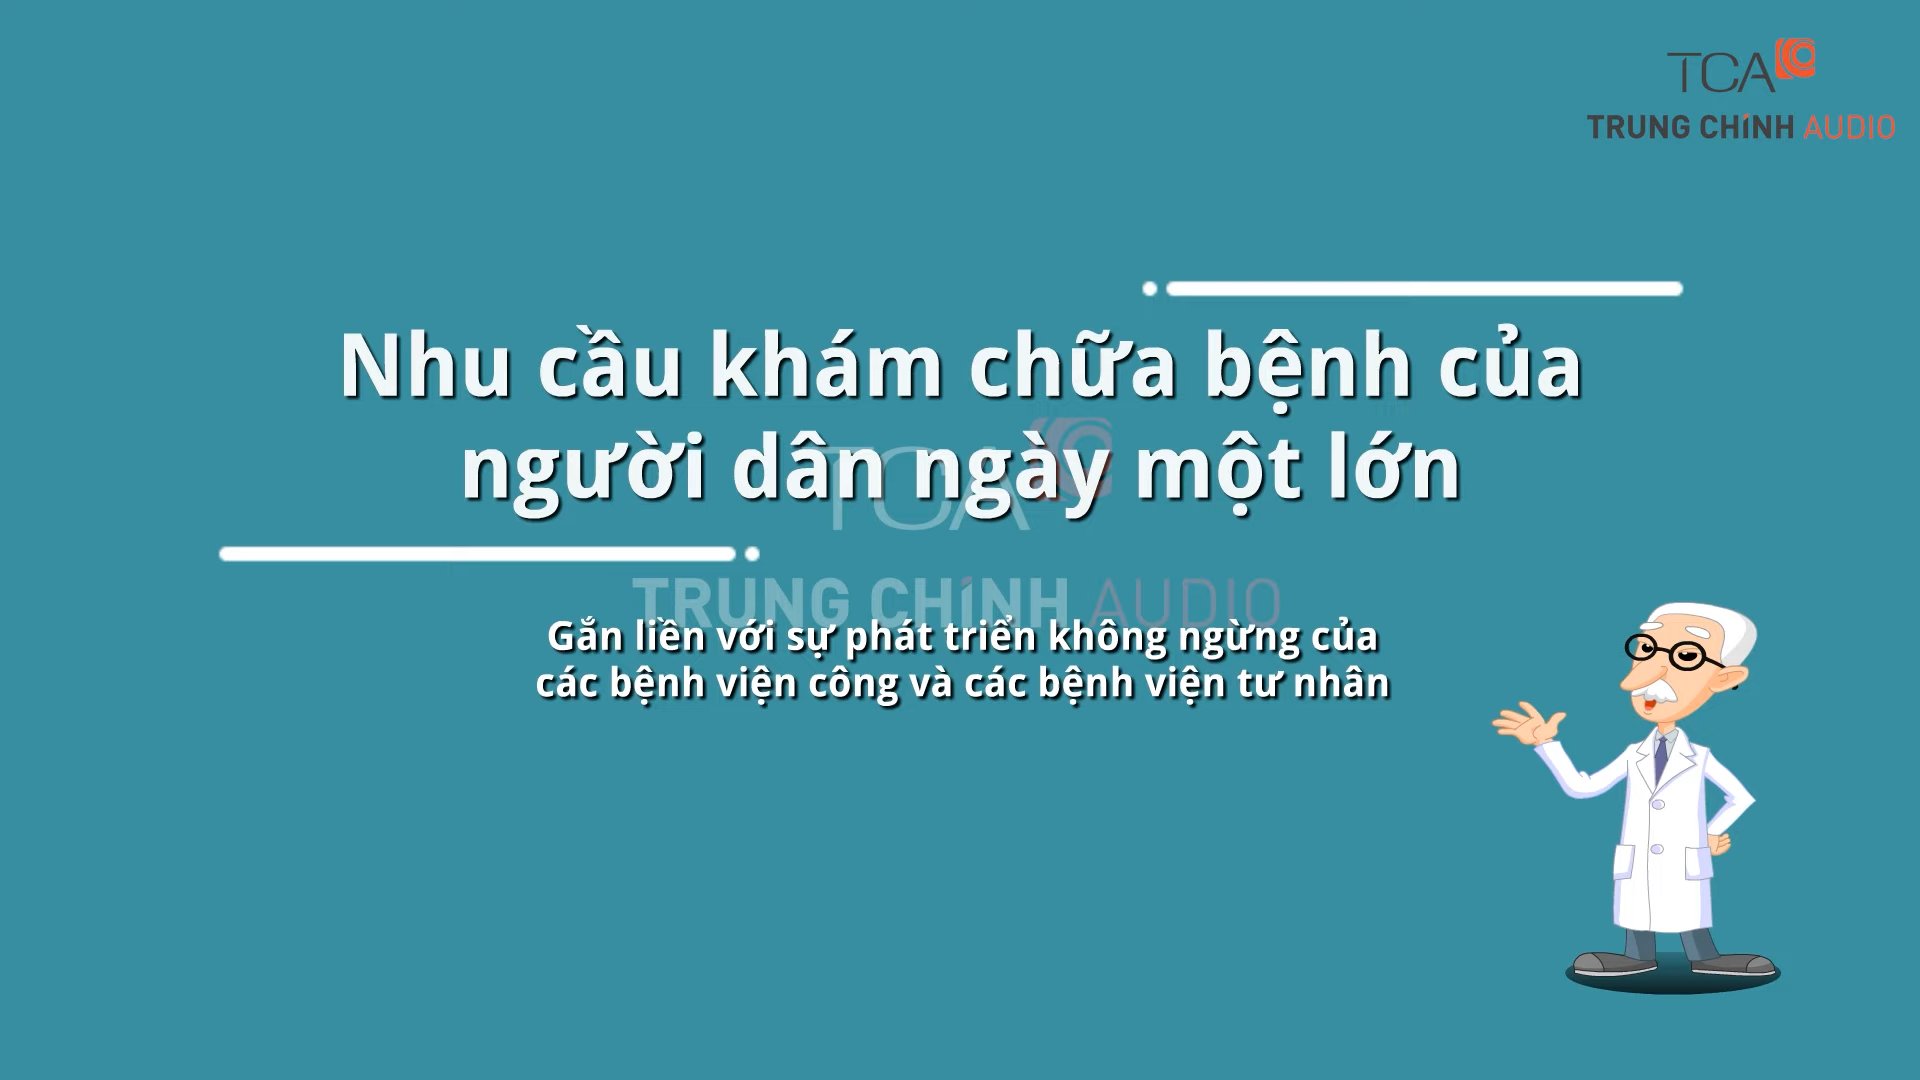 TCA
TRUNG CHÍNH AUDIO
Nhu cầu khám chữa bệnh của
người dân ngày một lớn
TCA
TRUNG CHÍNH AUDIO
Gắn liền với sự phát triển không ngừng của
các bệnh viện công và các bệnh viện tư nhân